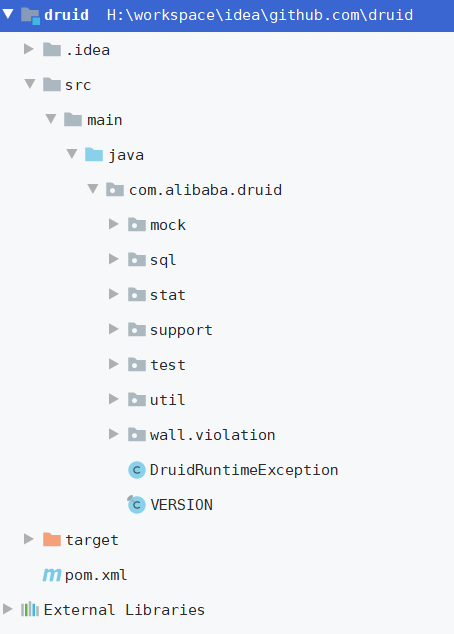 druid H:\workspace\idea\github.com\druid
.idea
src
main
java
com.alibaba.druid
mock
sql
stat
support
test
util
wall.violation
DruidRuntimeException
VERSION
target
pom.xml
External Libraries